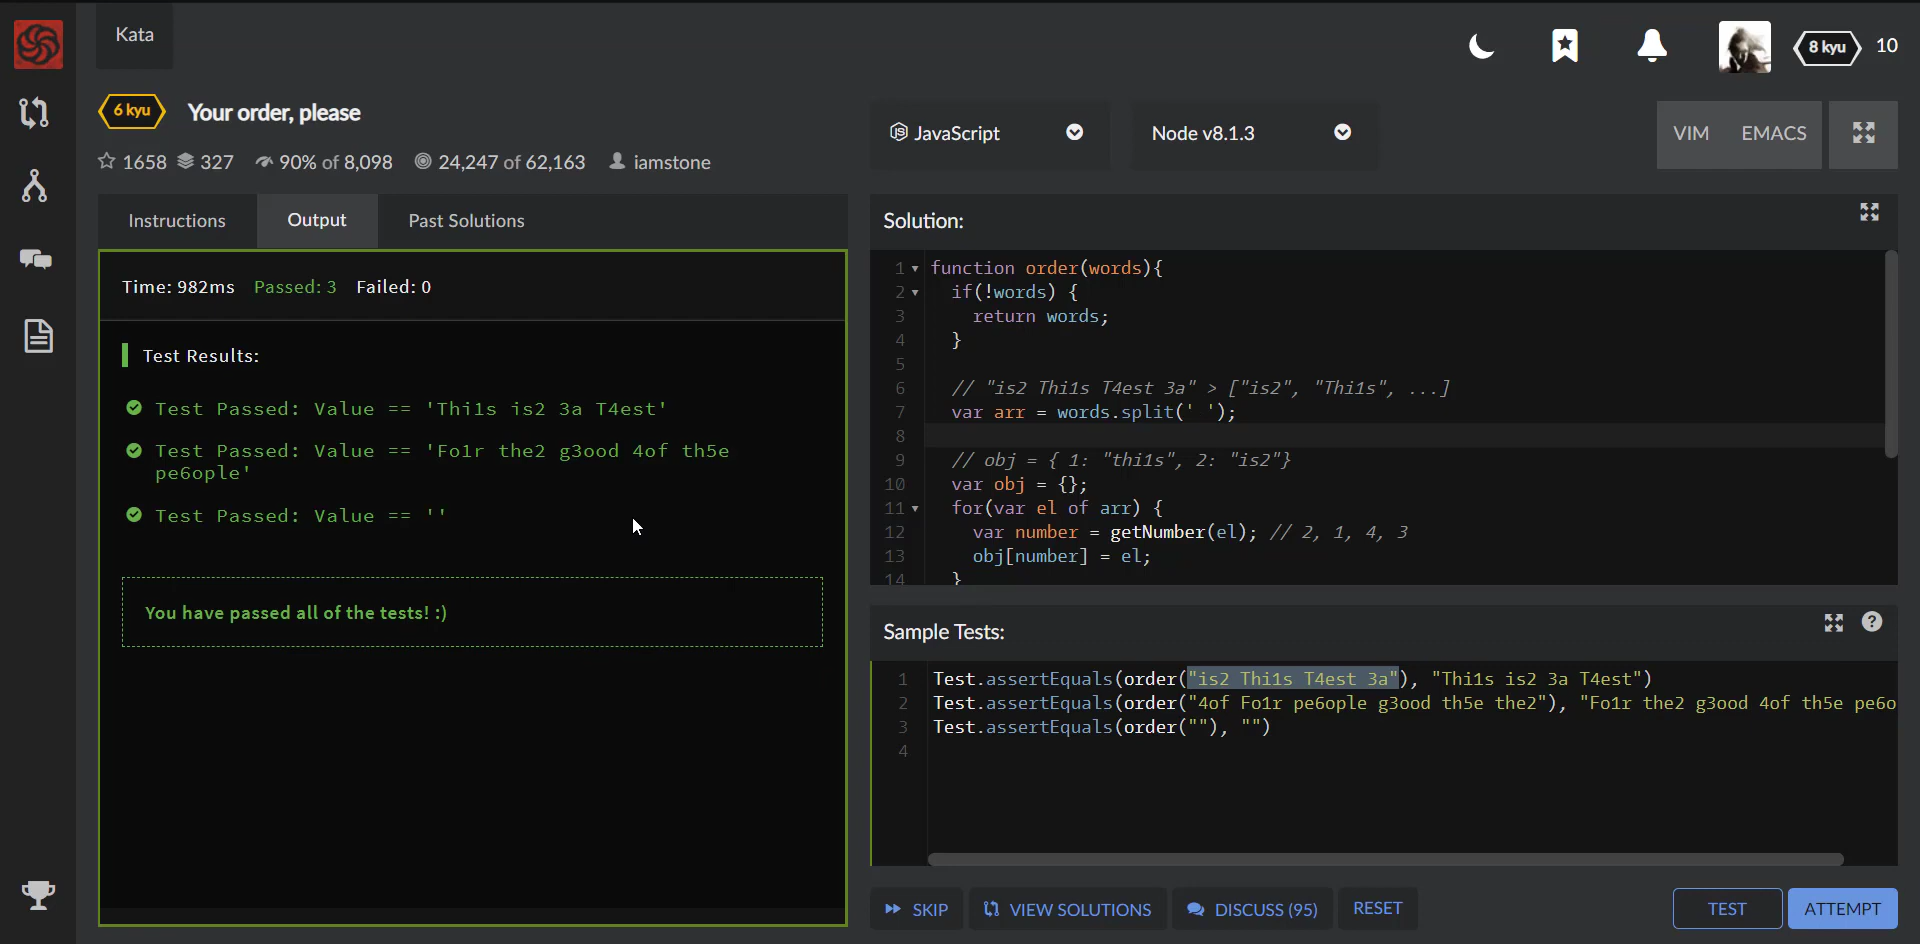 Kata
8 kyu 10
6 kyu Your order, please
1658 327 90% of 8,098 24,247 of 62,163 iamstone
JavaScript Node v8.1.3 VIM EMACS
Instructions Output Past Solutions
Time: 982ms Passed: 3 Failed: 0
Test Results:
Test Passed: Value == 'Thi1s is2 3a T4est'
Test Passed: Value == 'Fo1r the2 g3ood 4of th5e
pe6ople'
Test Passed: Value == ''
You have passed all of the tests! :)
Solution:
1 function order(words){
2 if(!words) {
3 return words;
4 }
5
6 // "is2 Thi1s T4est 3a" > ["is2", "Thi1s", ...]
7 var arr = words.split(' ');
8
9 // obj = { 1: "thi1s", 2: "is2"}
10 var obj = {};
11 for(var el of arr) {
12 var number = getNumber(el); // 2, 1, 4, 3
13 obj[number] = el;
14 }
Sample Tests:
1 Test.assertEquals(order("is2 Thi1s T4est 3a"), "Thi1s is2 3a T4est")
2 Test.assertEquals(order("4of Fo1r pe6ople g3ood th5e the2"), "Fo1r the2 g3ood 4of th5e pe6o
3 Test.assertEquals(order(""), "")
4
SKIP VIEW SOLUTIONS DISCUSS (95) RESET TEST ATTEMPT